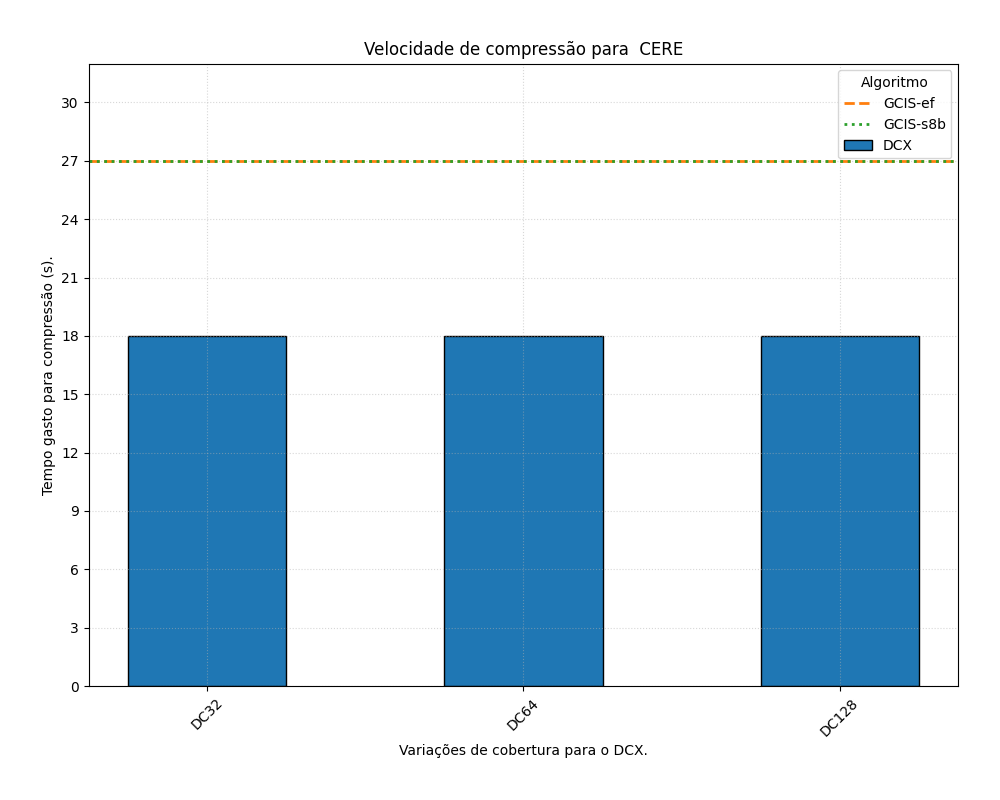 Velocidade de compressão para  CERE
Algoritmo
GCIS-ef
GCIS-s8b
DCX
Tempo gasto para compressão (s).
30
27
24
21
18
15
12
9
6
3
0
DC32
DC64
DC128
Variações de cobertura para o DCX.